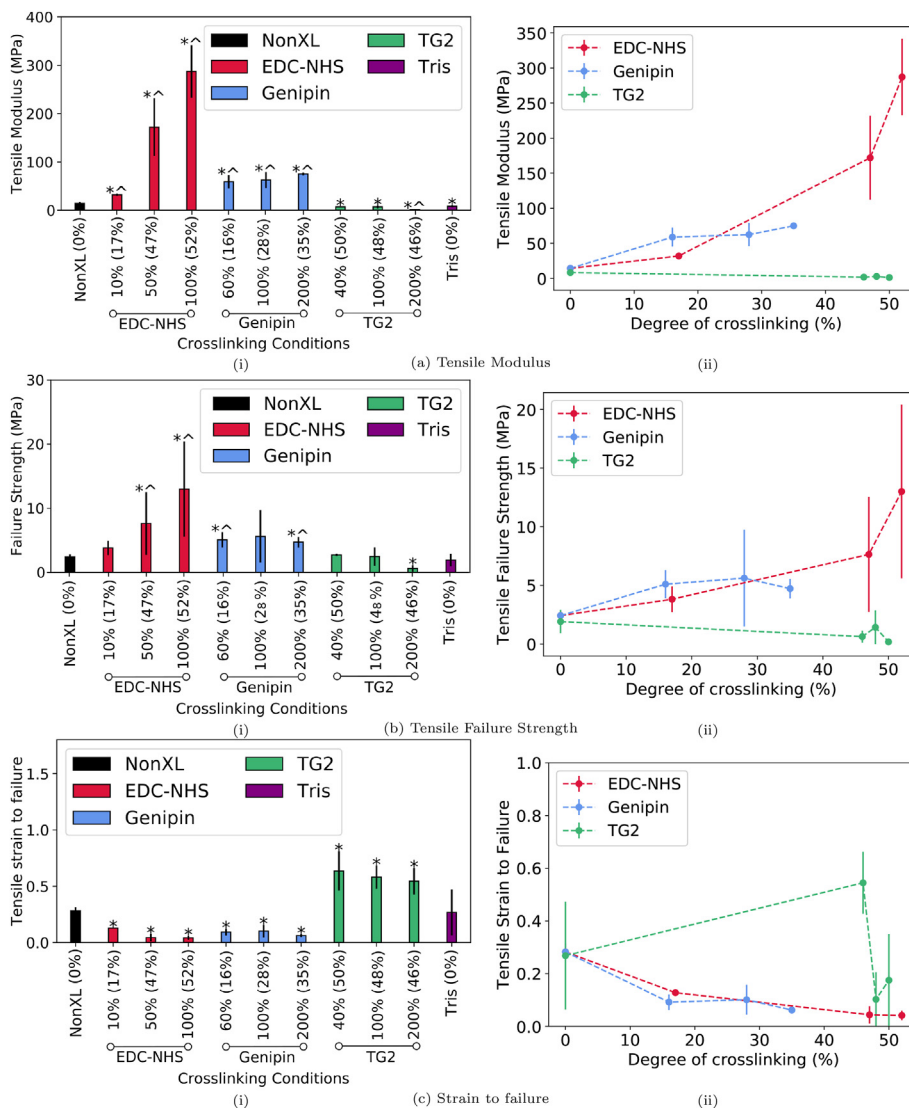 400
300
200
100
0
Tensile Modulus (MPa)
NonXL
EDC-NHS
Genipin
TG2
Tris
*^
*^
*^
*^
*^
*^
*
*
*^
*
NonXL (0%)
10% (17%)
50% (47%)
100% (52%)
60% (16%)
100% (28%)
200% (35%)
40% (50%)
100% (48%)
200% (46%)
Tris (0%)
EDC-NHS
Genipin
TG2
Crosslinking Conditions
(i)
350
300
250
200
150
100
50
0
Tensile Modulus (MPa)
EDC-NHS
Genipin
TG2
0 10 20 30 40 50
Degree of crosslinking (%)
(a) Tensile Modulus
(ii)
30
20
10
0
Failure Strength (MPa)
NonXL
EDC-NHS
Genipin
TG2
Tris
*^
*^
*^
*^
*
NonXL (0%)
10% (17%)
50% (47%)
100% (52%)
60% (16%)
100% (28%)
200% (35%)
40% (50%)
100% (48%)
200% (46%)
Tris (0%)
EDC-NHS
Genipin
TG2
Crosslinking Conditions
(i)
20
15
10
5
0
Tensile Failure Strength (MPa)
EDC-NHS
Genipin
TG2
0 10 20 30 40 50
Degree of crosslinking (%)
(b) Tensile Failure Strength
(ii)
1.5
1.0
0.5
0.0
Tensile strain to failure
NonXL
EDC-NHS
Genipin
TG2
Tris
*
*
*
*
*
*
*
*
*
NonXL (0%)
10% (17%)
50% (47%)
100% (52%)
60% (16%)
100% (28%)
200% (35%)
40% (50%)
100% (48%)
200% (46%)
Tris (0%)
EDC-NHS
Genipin
TG2
Crosslinking Conditions
(i)
1.0
0.8
0.6
0.4
0.2
0.0
Tensile Strain to Failure
EDC-NHS
Genipin
TG2
0 10 20 30 40 50
Degree of crosslinking (%)
(c) Strain to failure
(ii)